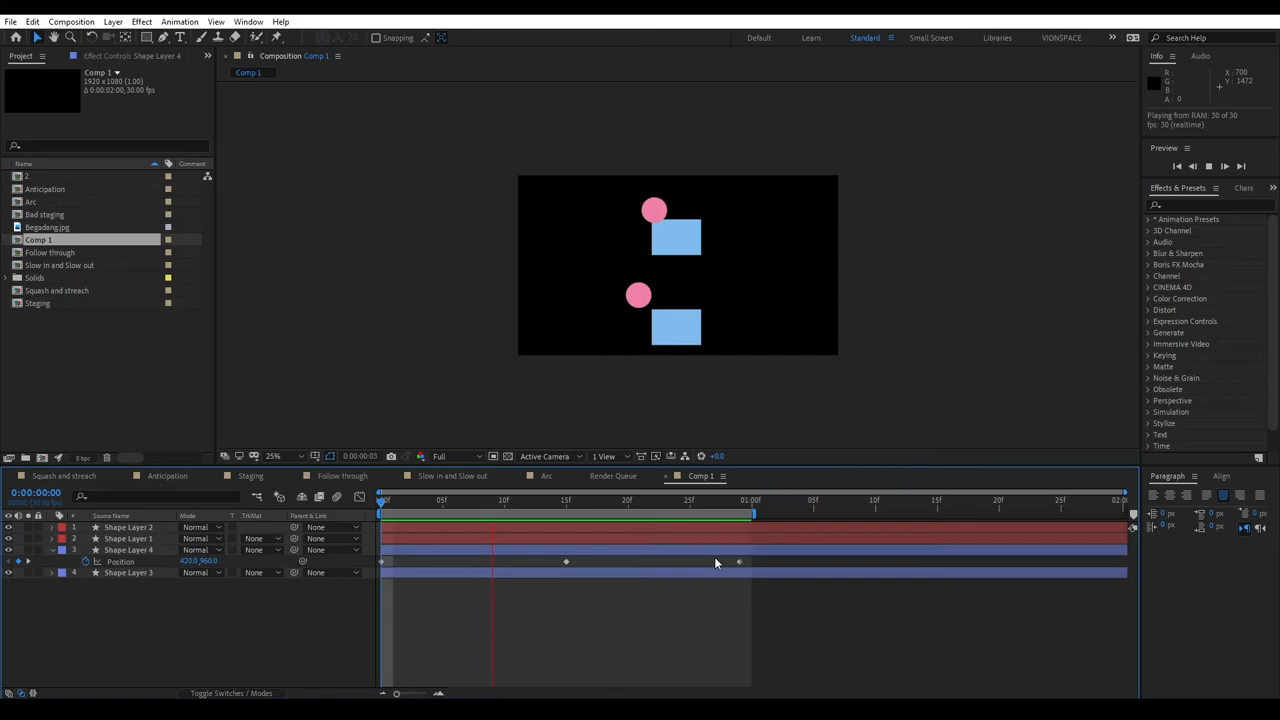 File Edit Composition Layer Effect Animation View Window Help
Snapping Default Learn Standard Small Screen Libraries VIONSPACE Search Help
Project Effect Controls Shape Layer 4 Composition Comp 1 Info Audio
Comp 1
1920 x 1080 (1.00)
Δ 0:00:02:00, 30.00 fps
Comp 1
R :
G :
B :
A : 0
X : 700
Y : 1472
Playing from RAM: 30 of 30
fps: 30 (realtime)
Preview
Effects & Presets Chara
Name Comment
2
Anticipation
Arc
Bad staging
Begadang.jpg
Comp 1
Follow through
Slow in and Slow out
Solids
Squash and streach
Staging
* Animation Presets
3D Channel
Audio
Blur & Sharpen
Boris FX Mocha
Channel
CINEMA 4D
Color Correction
Distort
Expression Controls
Generate
Immersive Video
Keying
Matte
Noise & Grain
Obsolete
Perspective
Simulation
Stylize
Text
Time
8 bpc 25% 0:00:00:03 Full Active Camera 1 View +0.0
Squash and streach Anticipation Staging Follow through Slow in and Slow out Arc Render Queue Comp 1
Paragraph Align
0:00:00:00
# Source Name Mode T .TrkMat Parent & Link
05f 10f 15f 20f 25f 01:00f 05f 10f 15f 20f 25f
1 Shape Layer 2 Normal None
2 Shape Layer 1 Normal None None
3 Shape Layer 4 Normal None None
Position 420.0,960.0
4 Shape Layer 3 Normal None None
0 px 0 px 0 px
0 px 0 px
Toggle Switches / Modes